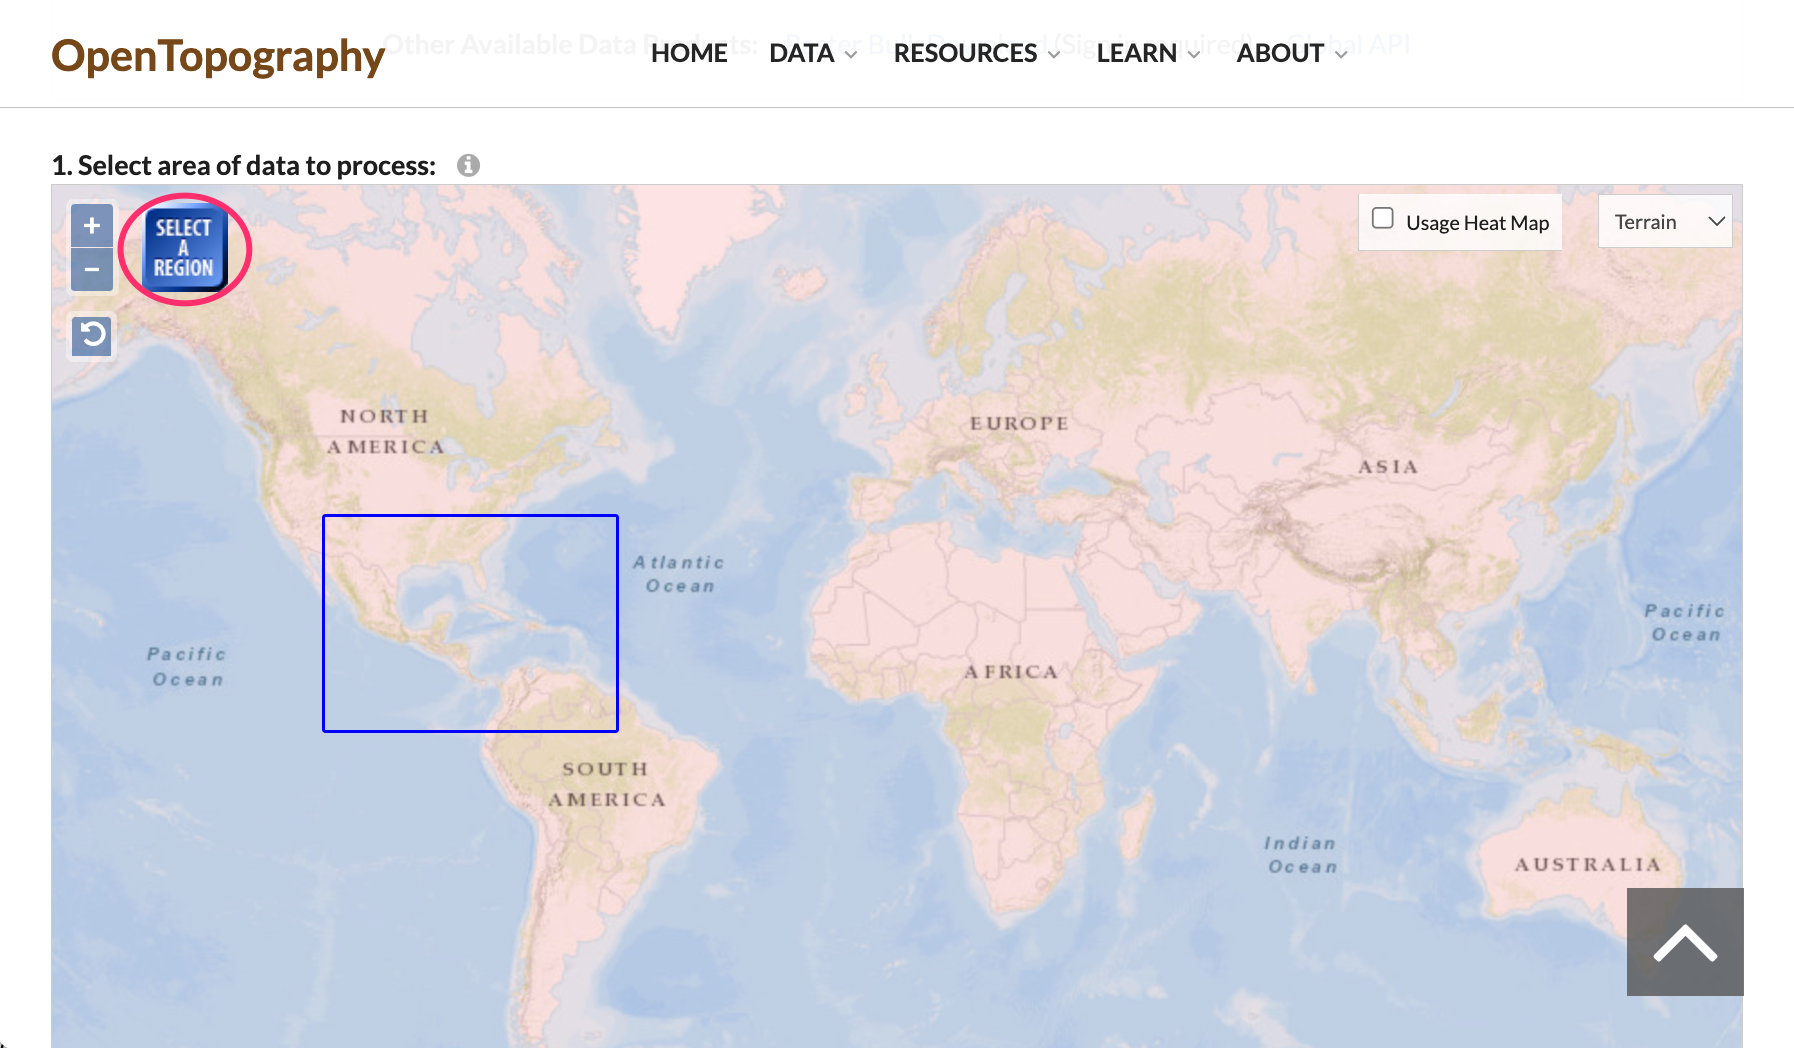 OpenTopography
Other Available Data Products: Raster Bulk Download (Sign in required) Global API
HOME DATA RESOURCES LEARN ABOUT
1. Select area of data to process:
+
−
SELECT
A
REGION
Usage Heat Map
Terrain
NORTH
AMERICA
EUROPE
ASIA
Atlantic
Ocean
Pacific
Ocean
Pacific
Ocean
AFRICA
SOUTH
AMERICA
Indian
Ocean
AUSTRALIA